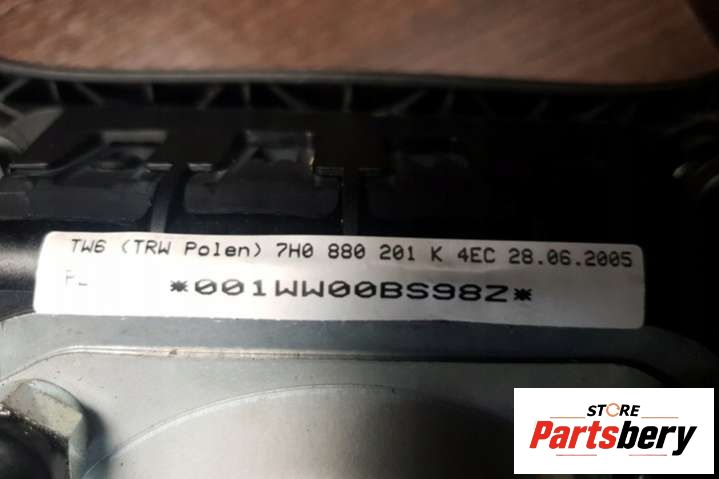 TW6 (TRW Polen) 7H0 880 201 K 4EC 28.06.2005
*001WW00BS98Z*
STORE
Partsbery